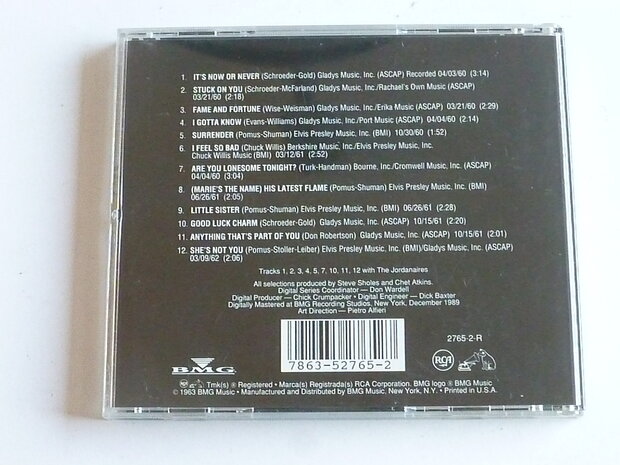 1. IT'S NOW OR NEVER (Schroeder-Gold) Gladys Music, Inc. (ASCAP) Recorded 04/03/60 (3:14)
2. STUCK ON YOU (Schroeder-McFarland) Gladys Music, Inc./Rachael's Own Music (ASCAP)
03/21/60 (2:18)
3. FAME AND FORTUNE (Wise-Weisman) Gladys Music, Inc./Erika Music (ASCAP) 03/21/60 (2:29)
4. I GOTTA KNOW (Evans-Williams) Gladys Music, Inc./Port Music (ASCAP) 04/04/60 (2:14)
5. SURRENDER (Pomus-Shuman) Elvis Presley Music, Inc. (BMI) 10/30/60 (1:52)
6. I FEEL SO BAD (Chuck Willis) Berkshire Music, Inc./Elvis Presley Music, Inc.
Chuck Willis Music (BMI) 03/12/61 (2:52)
7. ARE YOU LONESOME TONIGHT? (Turk-Handman) Bourne, Inc./Cromwell Music, Inc. (ASCAP)
04/04/60 (3:04)
8. (MARIE'S THE NAME) HIS LATEST FLAME (Pomus-Shuman) Elvis Presley Music, Inc. (BMI)
06/26/61 (2:05)
9. LITTLE SISTER (Pomus-Shuman) Elvis Presley Music, Inc. (BMI) 06/26/61 (2:28)
10. GOOD LUCK CHARM (Schroeder-Gold) Gladys Music, Inc. (ASCAP) 10/15/61 (2:20)
11. ANYTHING THAT'S PART OF YOU (Don Robertson) Gladys Music, Inc. (ASCAP) 10/15/61 (2:01)
12. SHE'S NOT YOU (Pomus-Stoller-Leiber) Elvis Presley Music, Inc. (BMI)/Gladys Music, Inc. (ASCAP)
03/09/62 (2:06)
Tracks 1, 2, 3, 4, 5, 7, 10, 11, 12 with The Jordanaires
All selections produced by Steve Sholes and Chet Atkins.
Digital Series Coordinator — Don Wardell
Digital Producer — Chick Crumpacker • Digital Engineer — Dick Baxter
Digitally Mastered at BMG Recording Studios, New York, December 1989
Art Direction — Pietro Alfieri
2765-2-R
BMG
7863-52765-2
RCA
Tmk(s) ® Registered • Marca(s) Registrada(s) RCA Corporation. BMG logo ® BMG Music
© 1963 BMG Music • Manufactured and Distributed by BMG Music, New York, N.Y. • Printed in U.S.A.